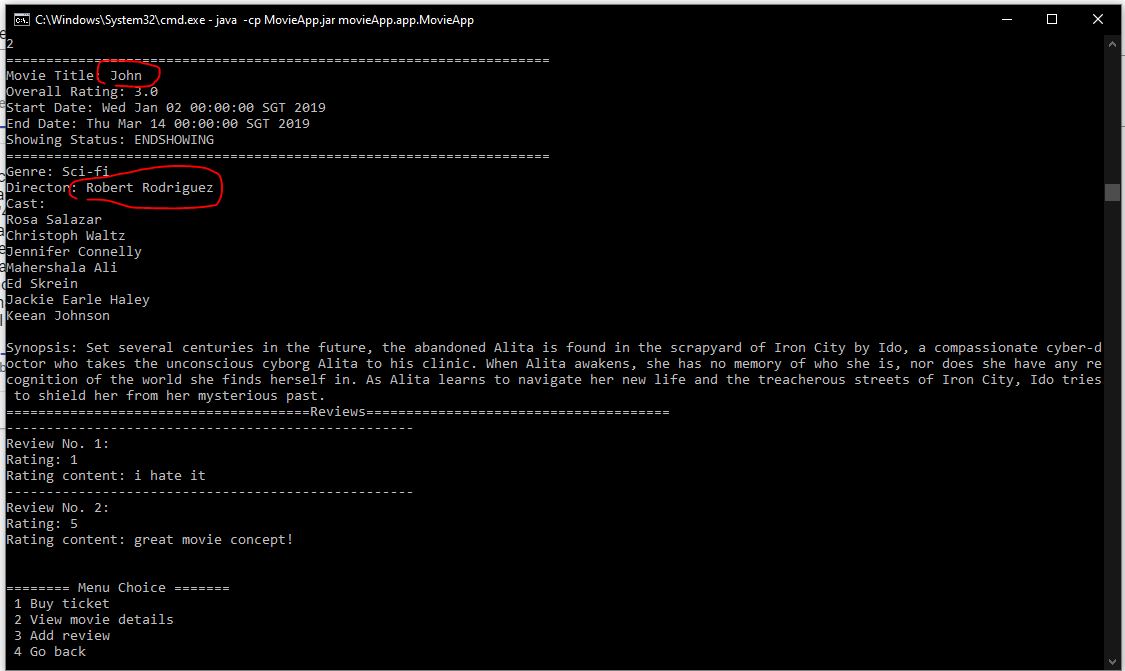 C:\Windows\System32\cmd.exe - java -cp MovieApp.jar movieApp.app.MovieApp
2
====================================================================
Movie Title: John
Overall Rating: 3.0
Start Date: Wed Jan 02 00:00:00 SGT 2019
End Date: Thu Mar 14 00:00:00 SGT 2019
Showing Status: ENDSHOWING
====================================================================
Genre: Sci-fi
Director: Robert Rodriguez
Cast:
Rosa Salazar
Christoph Waltz
Jennifer Connelly
Mahershala Ali
Ed Skrein
Jackie Earle Haley
Keean Johnson
Synopsis: Set several centuries in the future, the abandoned Alita is found in the scrapyard of Iron City by Ido, a compassionate cyber-d
octor who takes the unconscious cyborg Alita to his clinic. When Alita awakens, she has no memory of who she is, nor does she have any re
cognition of the world she finds herself in. As Alita learns to navigate her new life and the treacherous streets of Iron City, Ido tries
to shield her from her mysterious past.
======================================Reviews======================================
---------------------------------------------------
Review No. 1:
Rating: 1
Rating content: i hate it
---------------------------------------------------
Review No. 2:
Rating: 5
Rating content: great movie concept!
======== Menu Choice =======
1 Buy ticket
2 View movie details
3 Add review
4 Go back